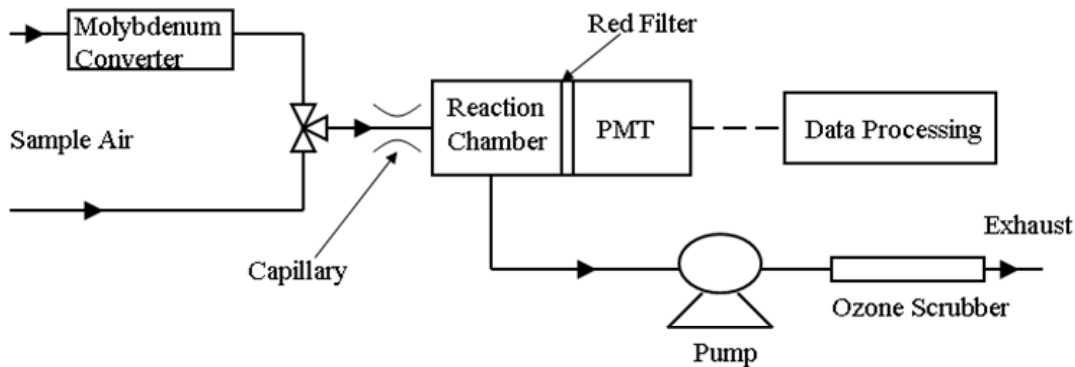 Red Filter
Molybdenum
Converter
Reaction
Chamber
PMT
Data Processing
Sample Air
Capillary
Exhaust
Ozone Scrubber
Pump